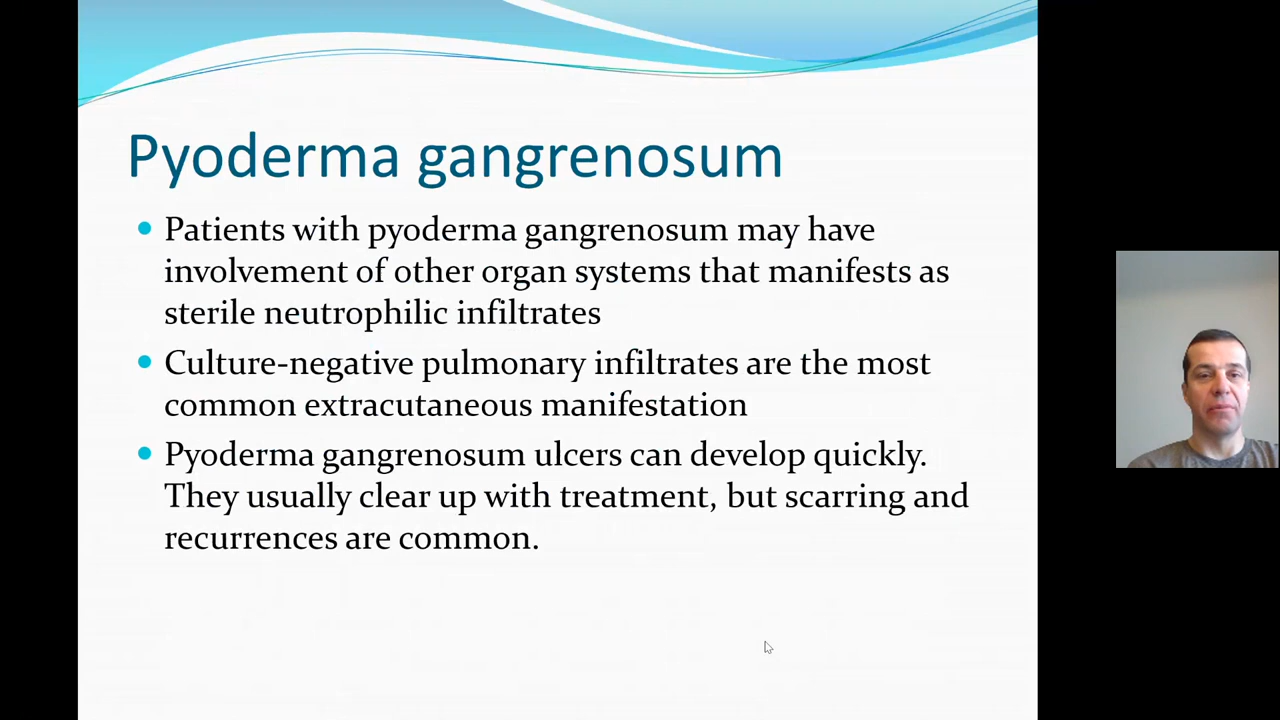 Pyoderma gangrenosum
• Patients with pyoderma gangrenosum may have
involvement of other organ systems that manifests as
sterile neutrophilic infiltrates
• Culture-negative pulmonary infiltrates are the most
common extracutaneous manifestation
• Pyoderma gangrenosum ulcers can develop quickly.
They usually clear up with treatment, but scarring and
recurrences are common.